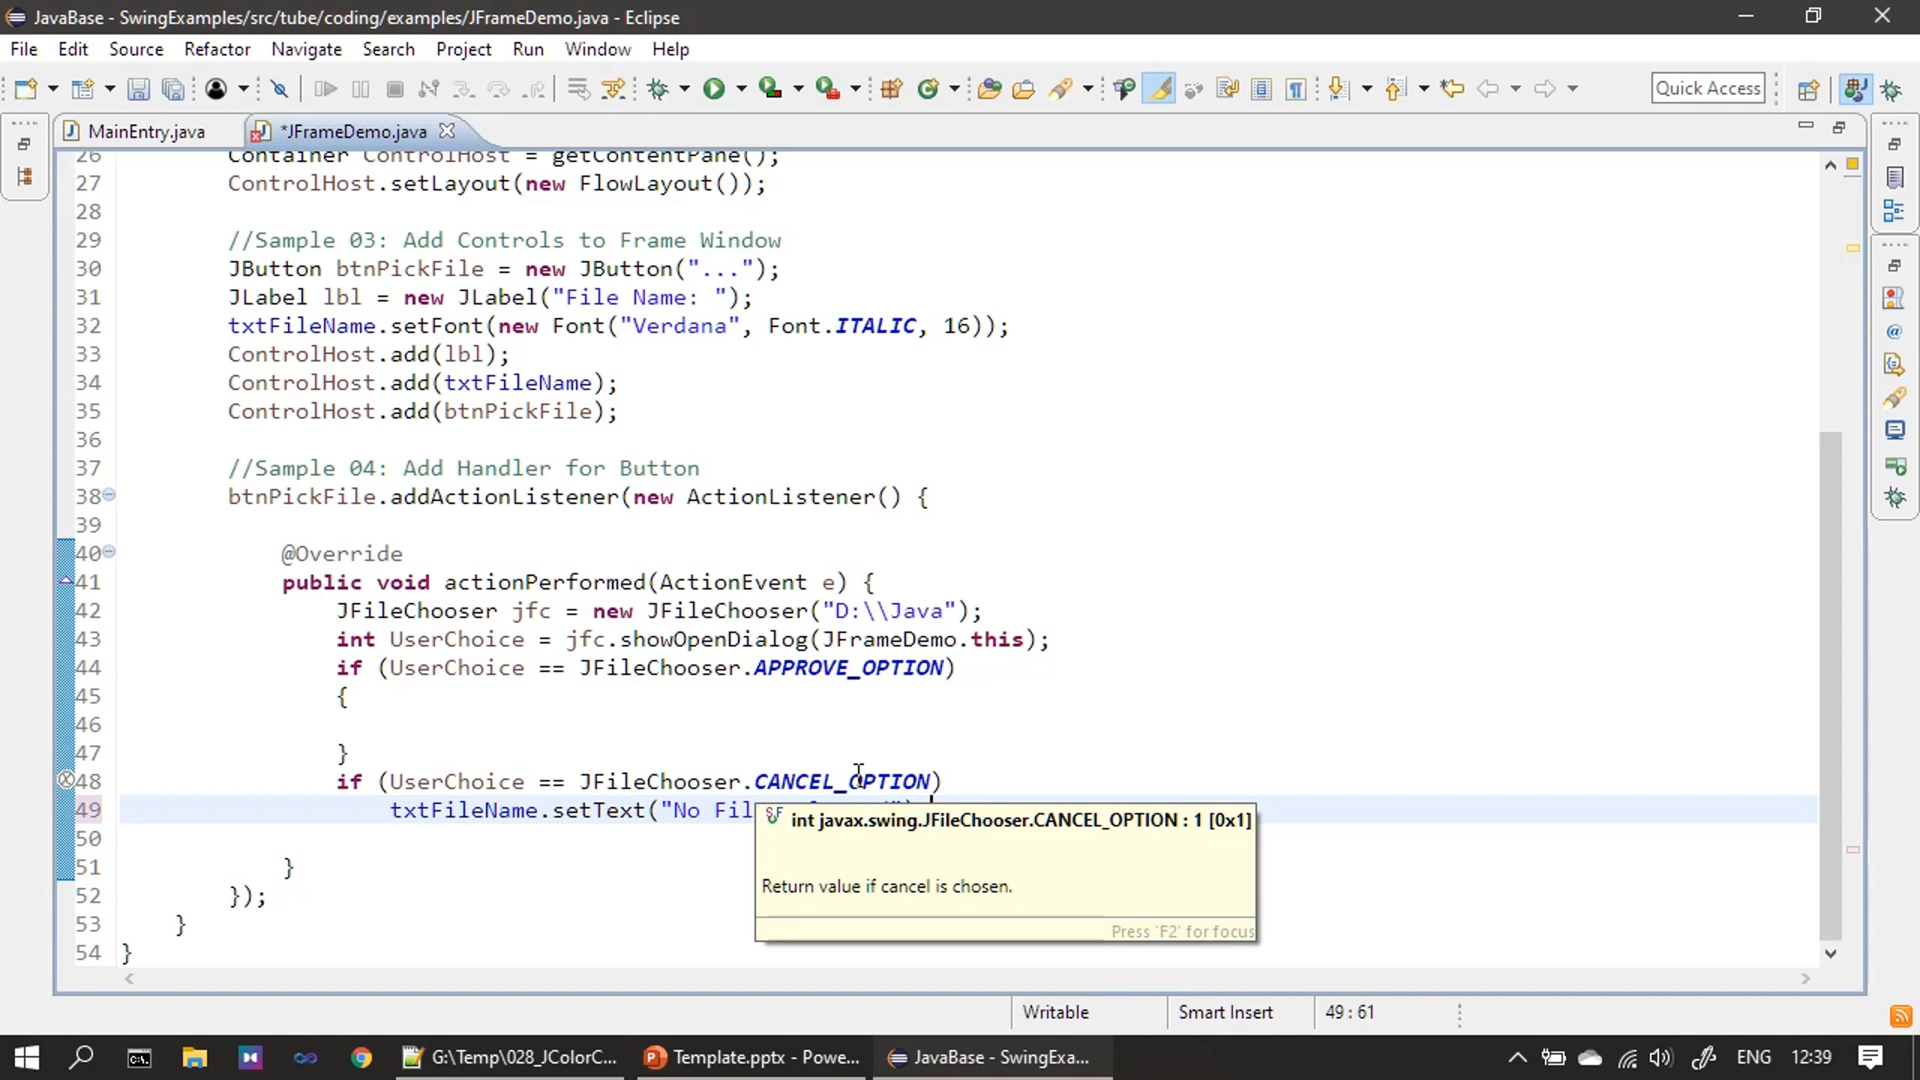 JavaBase - SwingExamples/src/tube/coding/examples/JFrameDemo.java - Eclipse
File Edit Source Refactor Navigate Search Project Run Window Help
Quick Access
MainEntry.java *JFrameDemo.java
26 Container ControlHost = getContentPane();
27 ControlHost.setLayout(new FlowLayout());
28
29 //Sample 03: Add Controls to Frame Window
30 JButton btnPickFile = new JButton("...");
31 JLabel lbl = new JLabel("File Name: ");
32 txtFileName.setFont(new Font("Verdana", Font.ITALIC, 16));
33 ControlHost.add(lbl);
34 ControlHost.add(txtFileName);
35 ControlHost.add(btnPickFile);
36
37 //Sample 04: Add Handler for Button
38 btnPickFile.addActionListener(new ActionListener() {
39
40 @Override
41 public void actionPerformed(ActionEvent e) {
42 JFileChooser jfc = new JFileChooser("D:\\Java");
43 int UserChoice = jfc.showOpenDialog(JFrameDemo.this);
44 if (UserChoice == JFileChooser.APPROVE_OPTION)
45 {
46
47 }
48 if (UserChoice == JFileChooser.CANCEL_OPTION)
49 txtFileName.setText("No Fil
int javax.swing.JFileChooser.CANCEL_OPTION : 1 [0x1]
50
51 }
Return value if cancel is chosen.
52 });
53 }
Press 'F2' for focus
54 }
Writable Smart Insert 49 : 61
G:\Temp\028_JColorC... Template.pptx - Powe... JavaBase - SwingExa... ENG 12:39